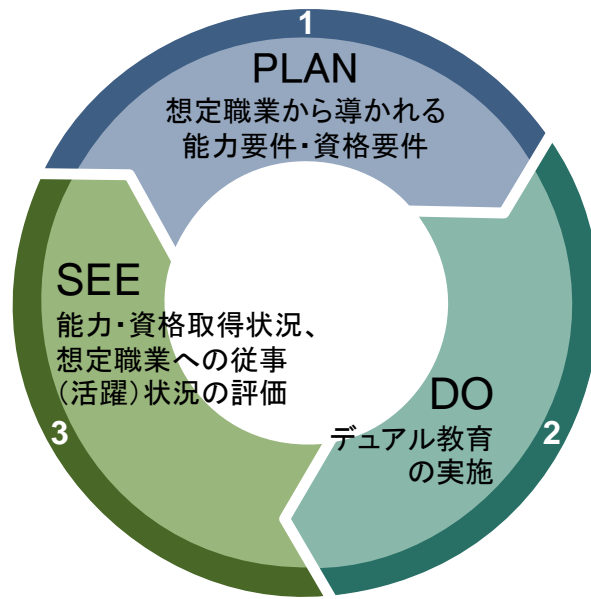 1
PLAN
想定職業から導かれる
能力要件・資格要件
2
DO
デュアル教育
の実施
3
SEE
能力・資格取得状況、
想定職業への従事
(活躍)状況の評価